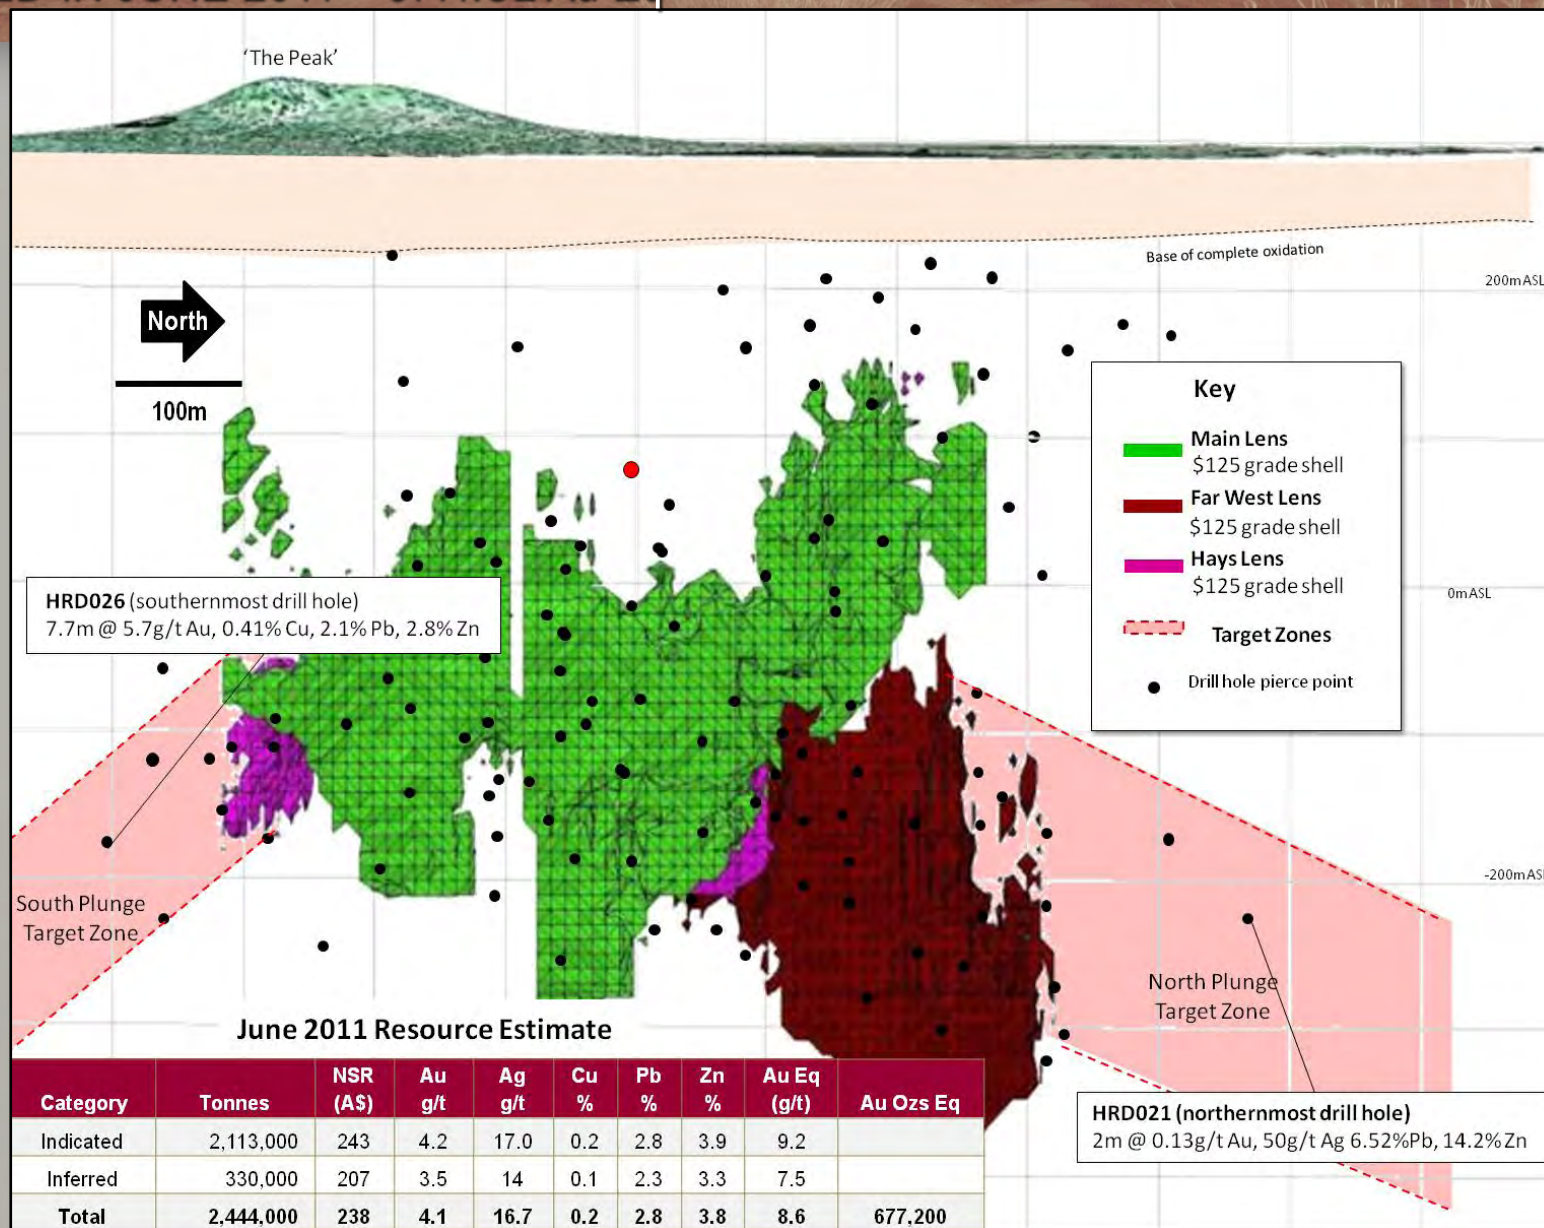 'The Peak'
Base of complete oxidation
200mASL
North
100m
Key
Main Lens
$125 grade shell
Far West Lens
$125 grade shell
Hays Lens
$125 grade shell
Target Zones
Drill hole pierce point
0mASL
HRD026 (southernmost drill hole)
7.7m @ 5.7g/t Au, 0.41% Cu, 2.1% Pb, 2.8% Zn
-200mASL
South Plunge
Target Zone
North Plunge
Target Zone
HRD021 (northernmost drill hole)
2m @ 0.13g/t Au, 50g/t Ag 6.52%Pb, 14.2%Zn
June 2011 Resource Estimate
Category Tonnes NSR (A$) Au g/t Ag g/t Cu % Pb % Zn % Au Eq (g/t) Au Ozs Eq
Indicated 2,113,000 243 4.2 17.0 0.2 2.8 3.9 9.2
Inferred 330,000 207 3.5 14 0.1 2.3 3.3 7.5
Total 2,444,000 238 4.1 16.7 0.2 2.8 3.8 8.6 677,200